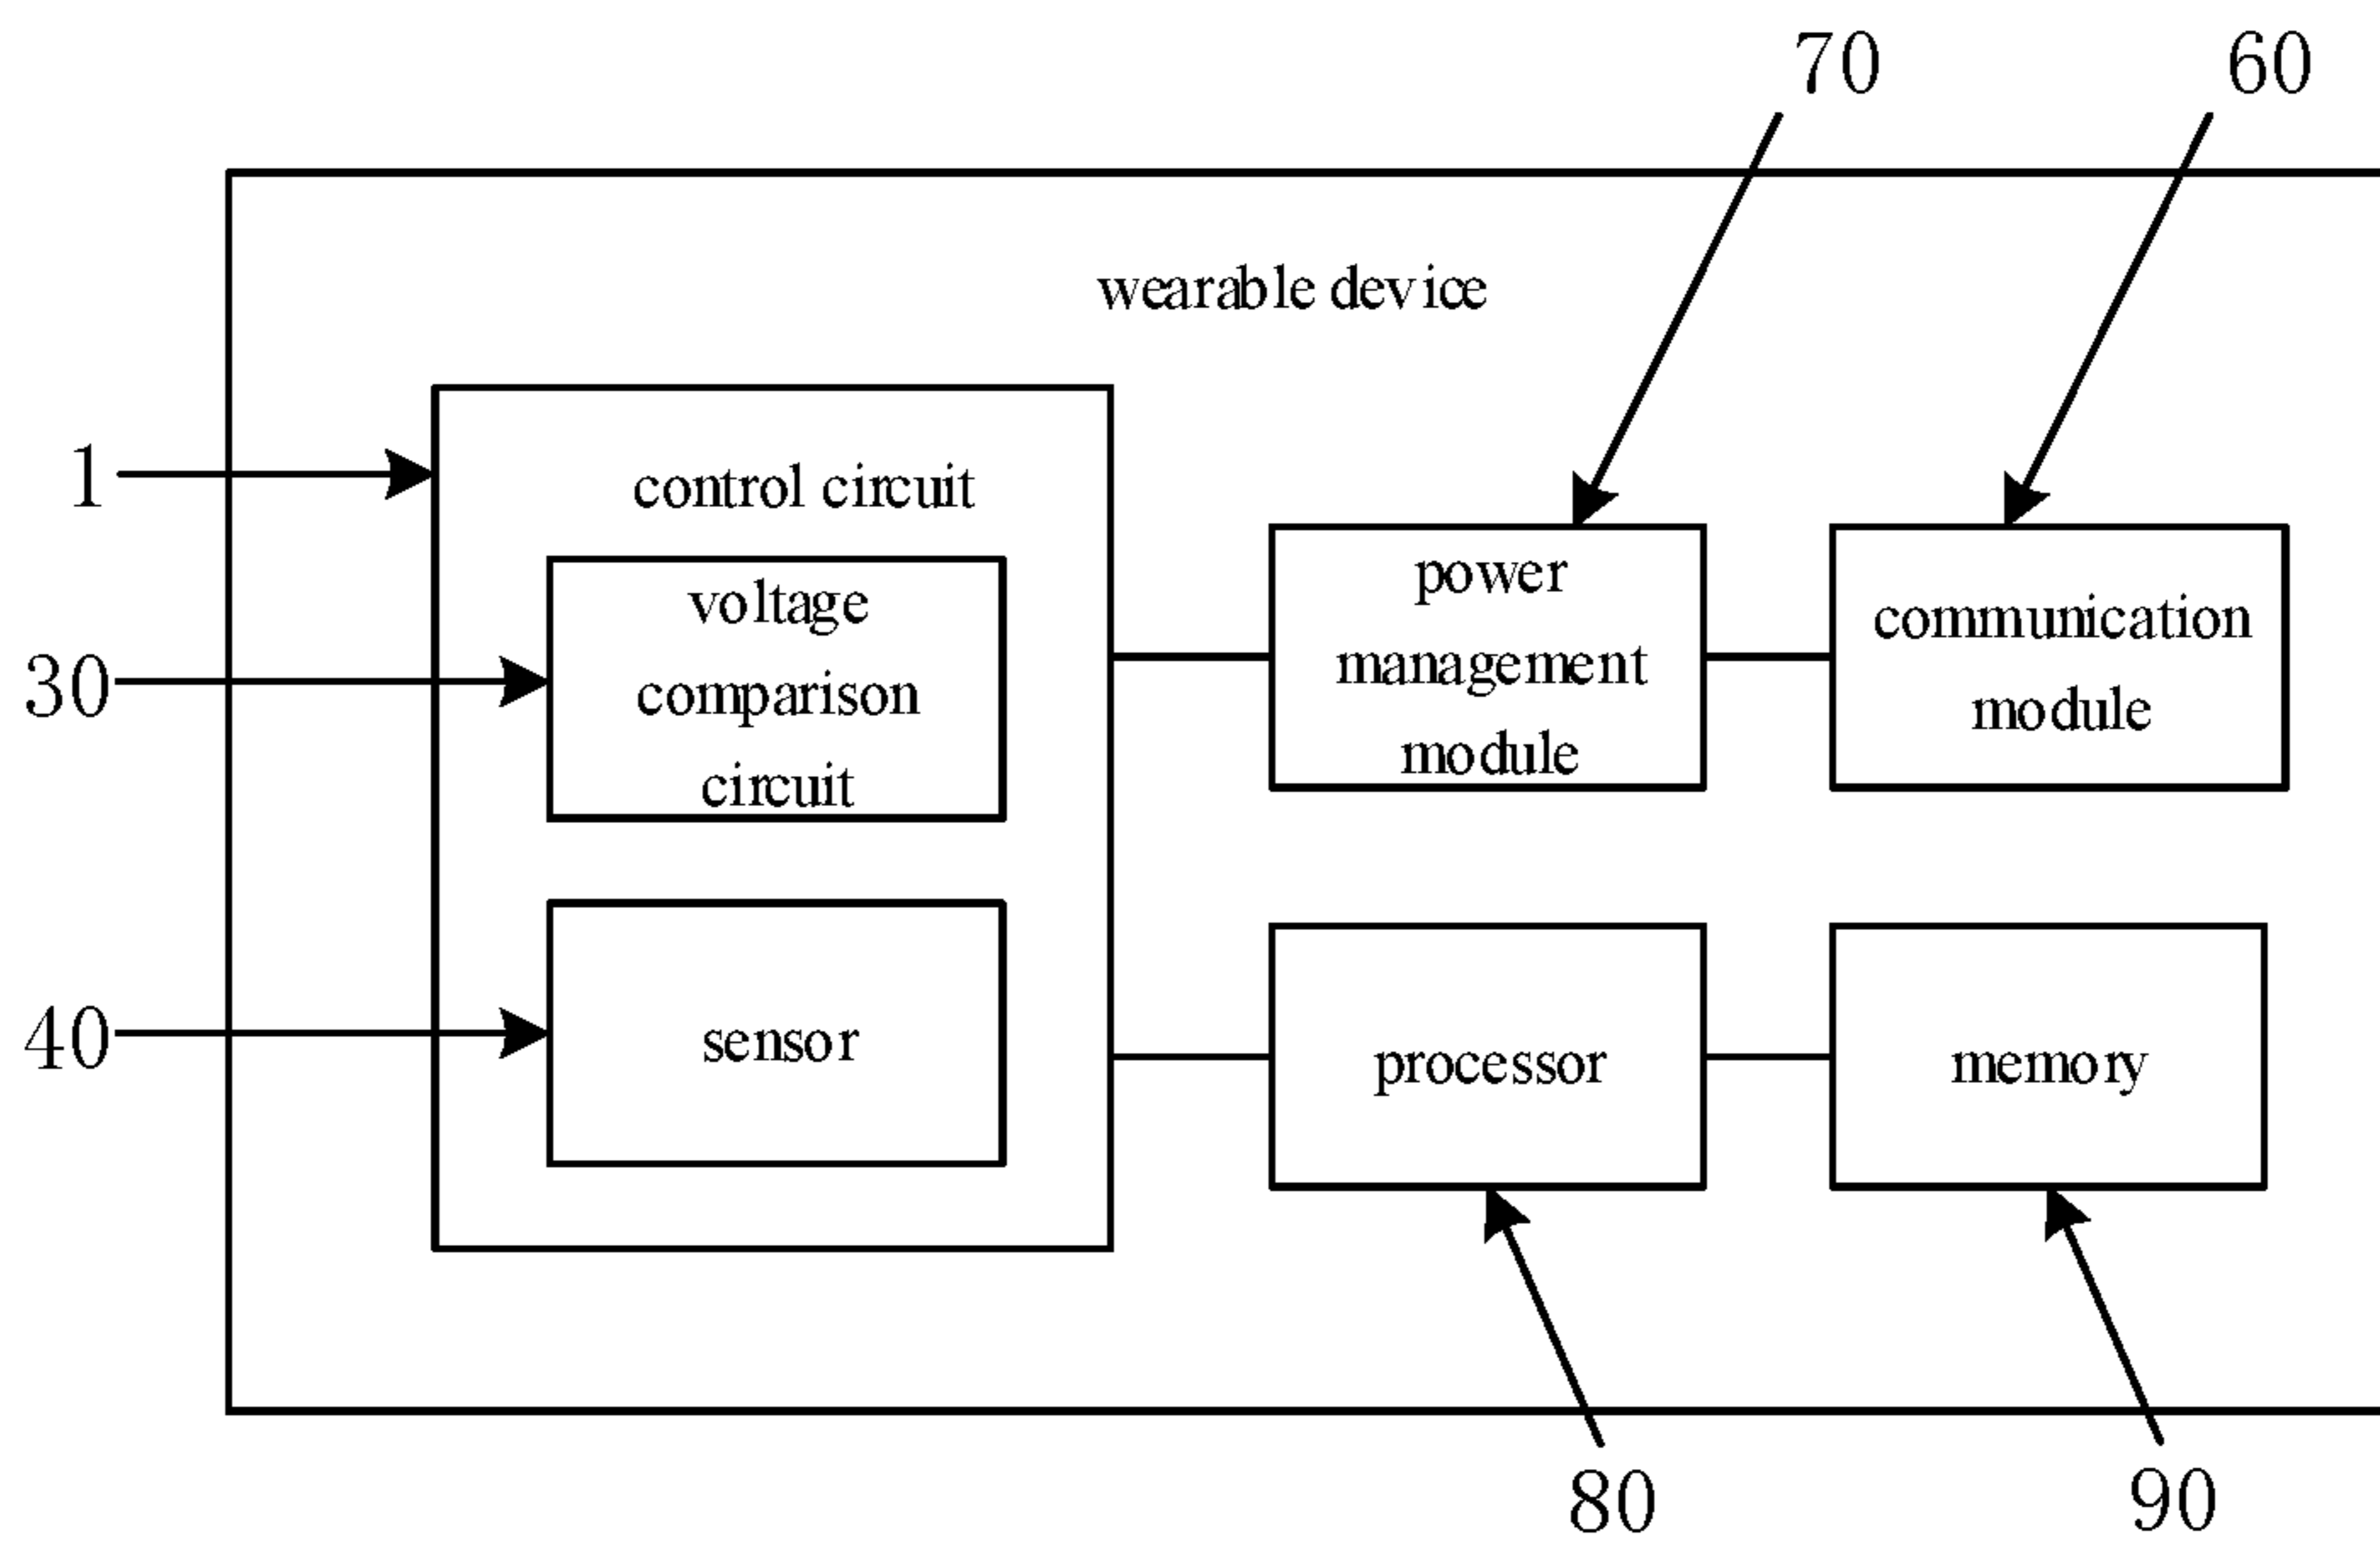 70
60
wearable device
1
control circuit
30
voltage
comparison
circuit
power
management
module
communication
module
40
sensor
processor
memory
80
90